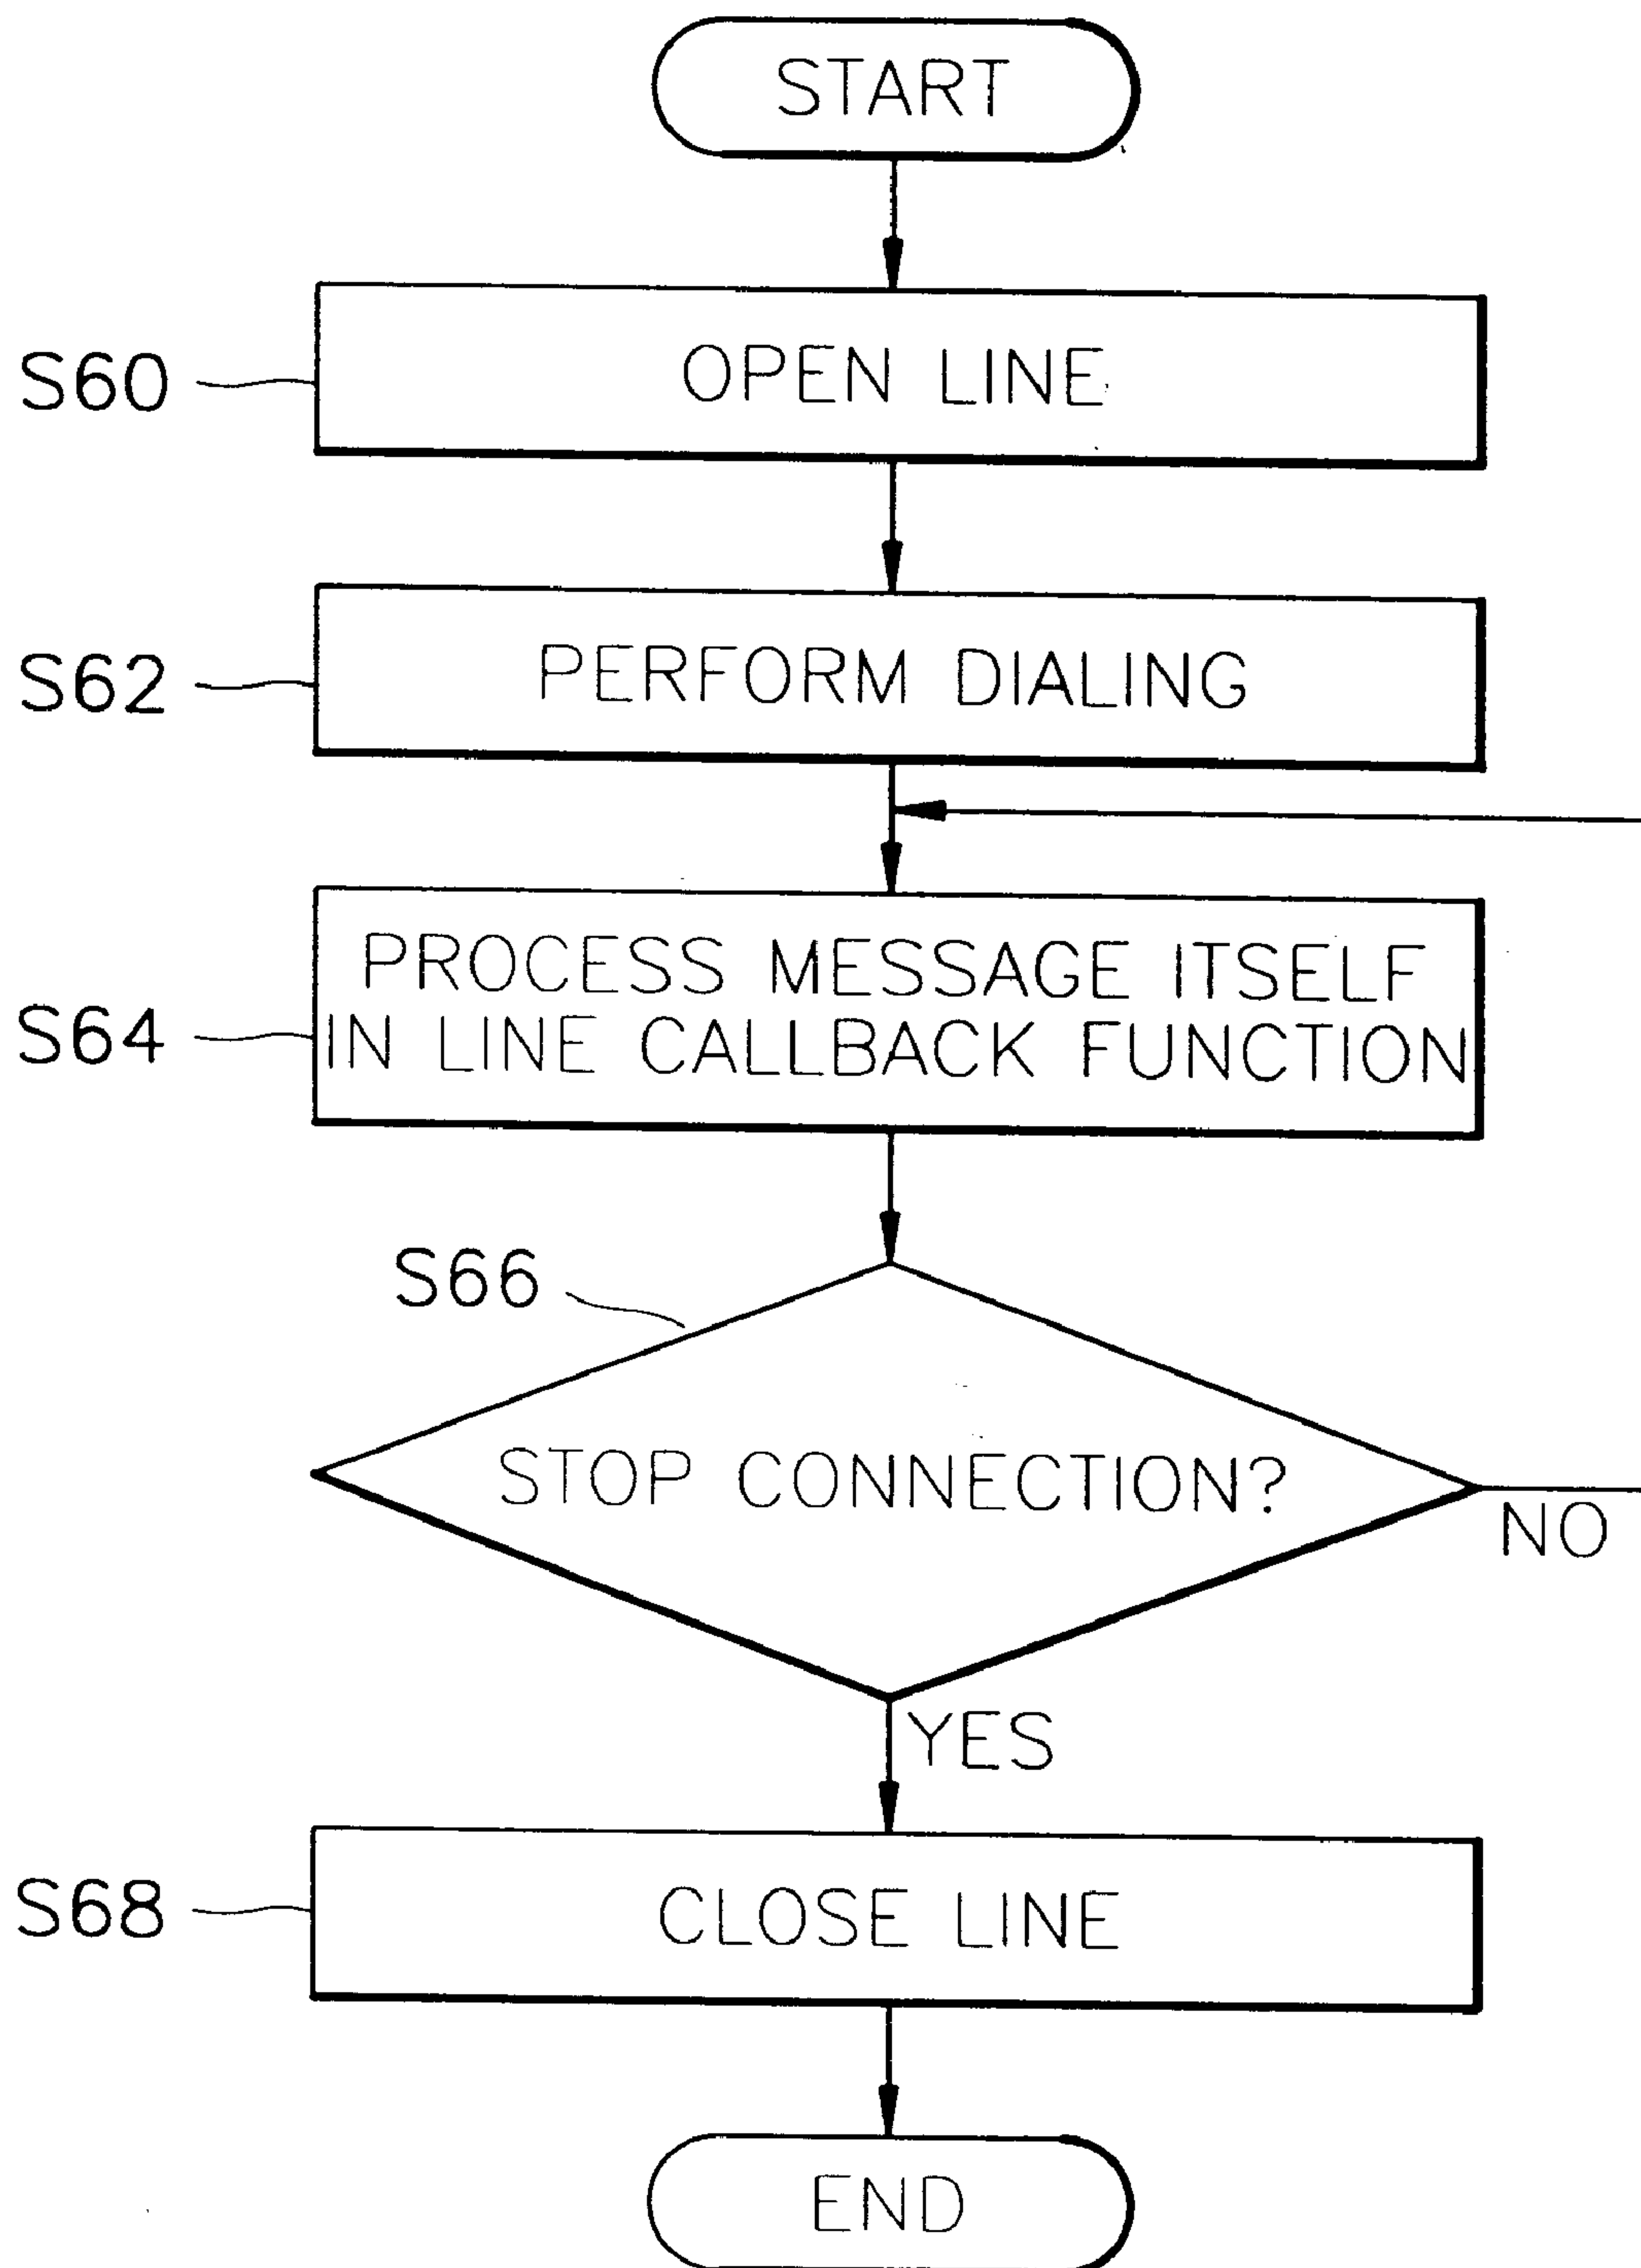 START
S60
OPEN LINE
S62
PERFORM DIALING
S64
PROCESS MESSAGE ITSELF
IN LINE CALLBACK FUNCTION
S66
STOP CONNECTION?
NO
YES
S68
CLOSE LINE
END